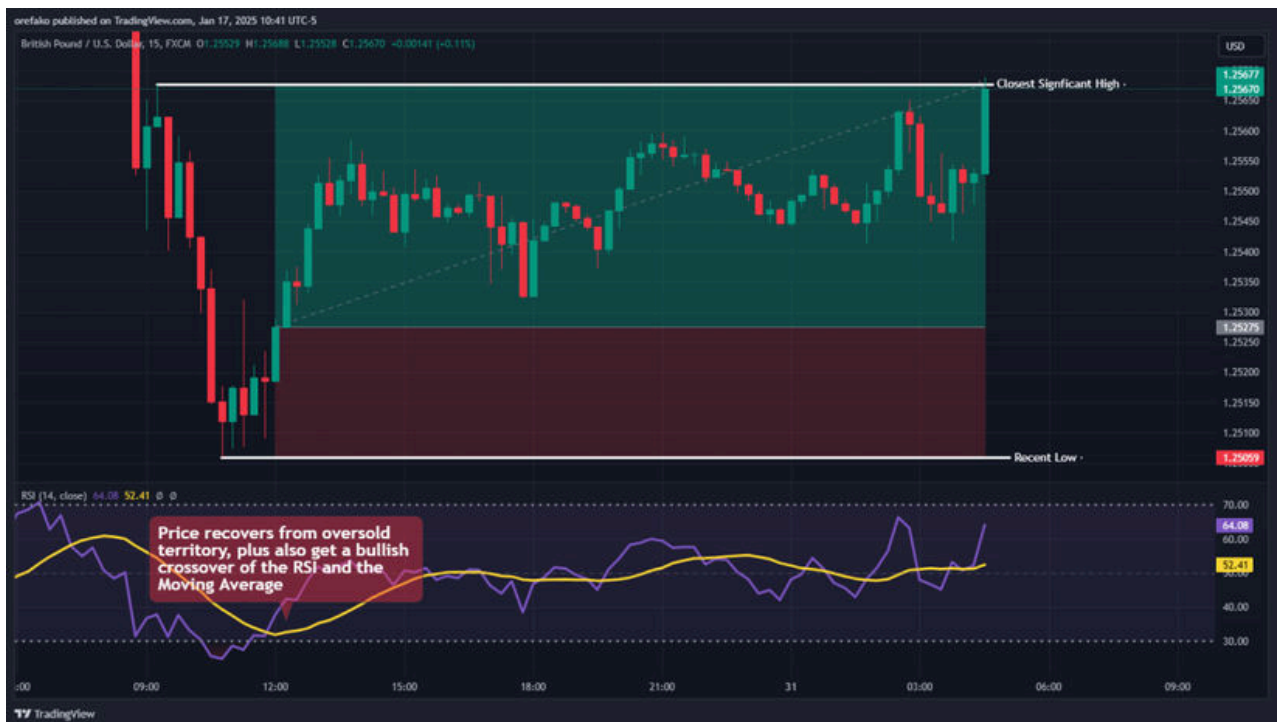 orefako published on TradingView.com, Jan 17, 2025 10:41 UTC-5
British Pound / U.S. Dollar, 15, FXCM O1.25529 H1.25688 L1.25528 C1.25670 +0.00141 (+0.11%)
USD
Closest Signficant High
1.25677
1.25670
1.25650
1.25600
1.25550
1.25500
1.25450
1.25400
1.25350
1.25300
1.25275
1.25250
1.25200
1.25150
1.25100
Recent Low
1.25059
RSI (14, close) 64.08 52.41 Ø Ø
Price recovers from oversold
territory, plus also get a bullish
crossover of the RSI and the
Moving Average
70.00
64.08
60.00
52.41
50.00
40.00
30.00
:00 09:00 12:00 15:00 18:00 21:00 31 03:00 06:00 09:00
TradingView